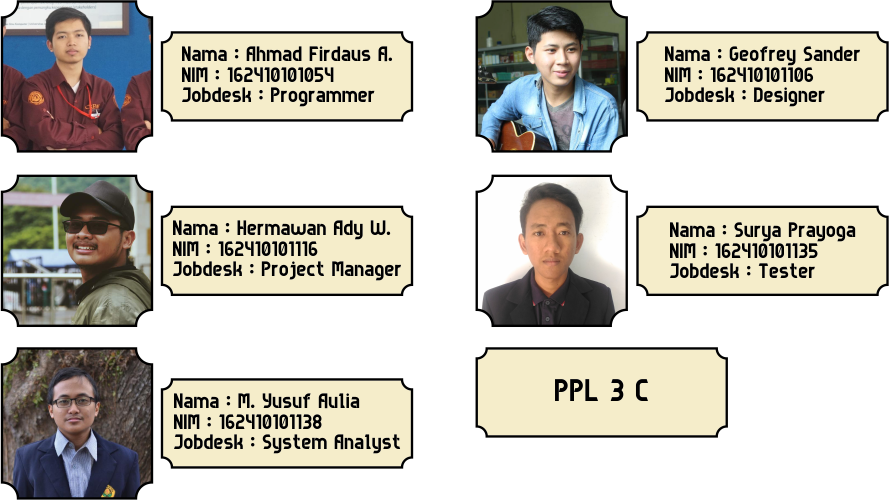 Nama : Ahmad Firdaus A.
NIM : 162410101054
Jobdesk : Programmer
Nama : Geofrey Sander
NIM : 162410101106
Jobdesk : Designer
Nama : Hermawan Ady W.
NIM : 162410101116
Jobdesk : Project Manager
Nama : Surya Prayoga
NIM : 162410101135
Jobdesk : Tester
Nama : M. Yusuf Aulia
NIM : 162410101138
Jobdesk : System Analyst
PPL 3 C